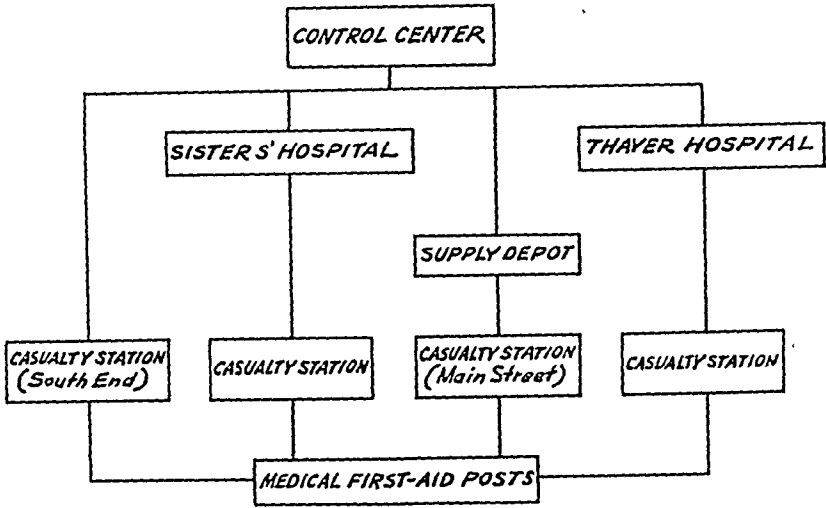 CONTROL CENTER
SISTERS' HOSPITAL
THAYER HOSPITAL
SUPPLY DEPOT
CASUALTY STATION
(South End)
CASUALTY STATION
CASUALTY STATION
(Main Street)
CASUALTY STATION
MEDICAL FIRST-AID POSTS